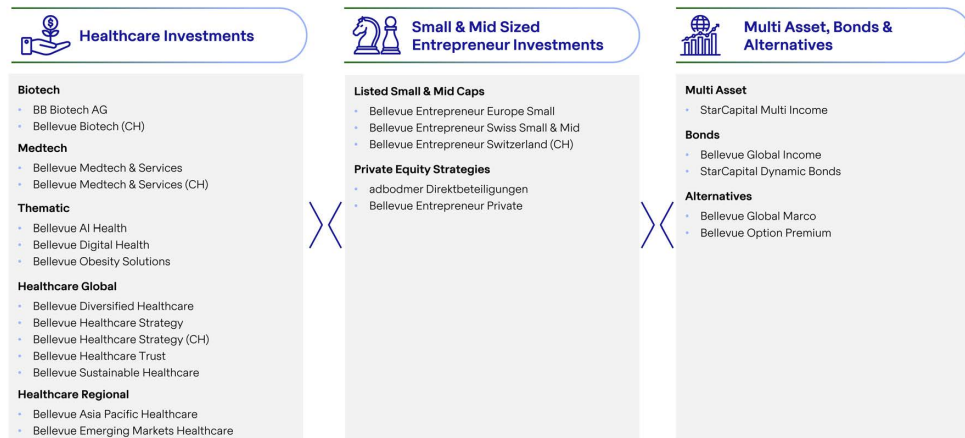 Healthcare Investments
Biotech
• BB Biotech AG
• Bellevue Biotech (CH)
Medtech
• Bellevue Medtech & Services
• Bellevue Medtech & Services (CH)
Thematic
• Bellevue AI Health
• Bellevue Digital Health
• Bellevue Obesity Solutions
Healthcare Global
• Bellevue Diversified Healthcare
• Bellevue Healthcare Strategy
• Bellevue Healthcare Strategy (CH)
• Bellevue Healthcare Trust
• Bellevue Sustainable Healthcare
Healthcare Regional
• Bellevue Asia Pacific Healthcare
• Bellevue Emerging Markets Healthcare
Small & Mid Sized
Entrepreneur Investments
Listed Small & Mid Caps
• Bellevue Entrepreneur Europe Small
• Bellevue Entrepreneur Swiss Small & Mid
• Bellevue Entrepreneur Switzerland (CH)
Private Equity Strategies
• adbodmer Direktbeteiligungen
• Bellevue Entrepreneur Private
Multi Asset, Bonds &
Alternatives
Multi Asset
• StarCapital Multi Income
Bonds
• Bellevue Global Income
• StarCapital Dynamic Bonds
Alternatives
• Bellevue Global Marco
• Bellevue Option Premium